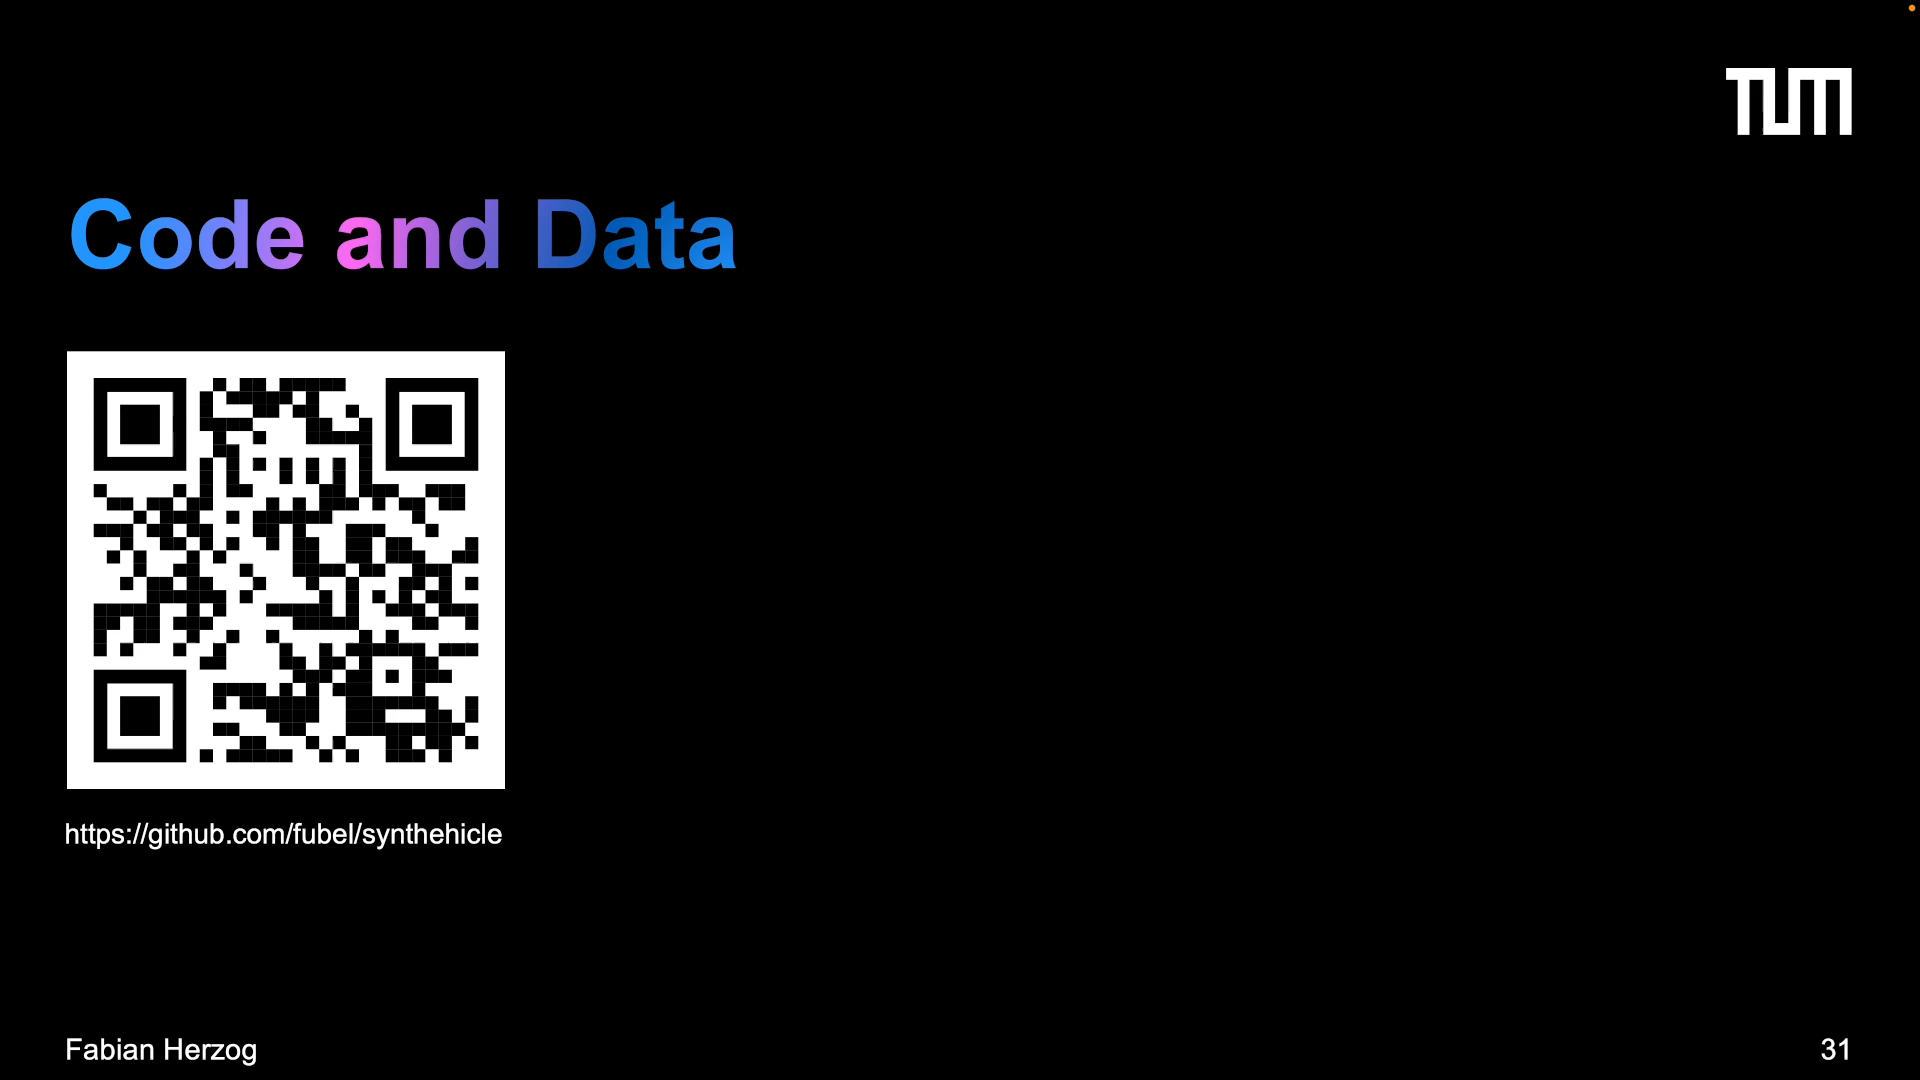 TUM
Code and Data
https://github.com/fubel/synthehicle
Fabian Herzog
31